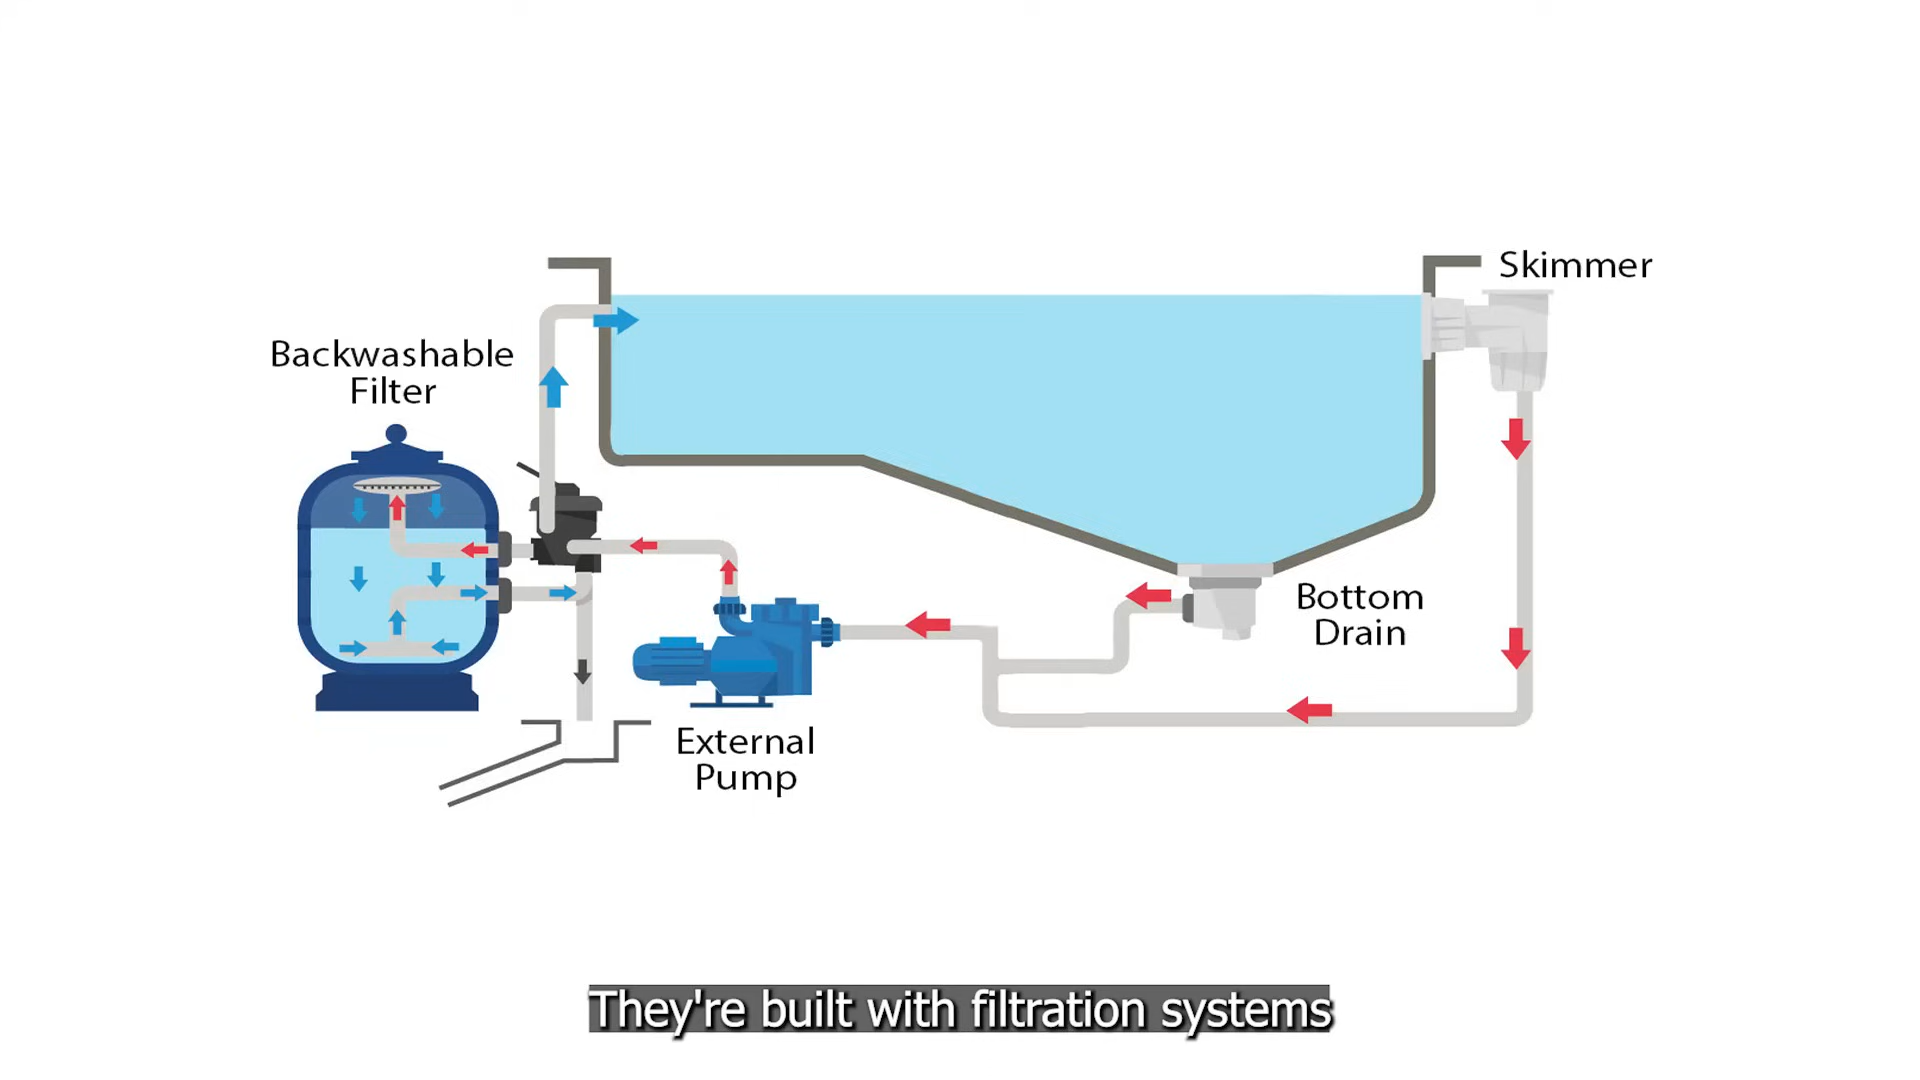 Skimmer
Backwashable
Filter
Bottom
Drain
External
Pump
They're built with filtration systems